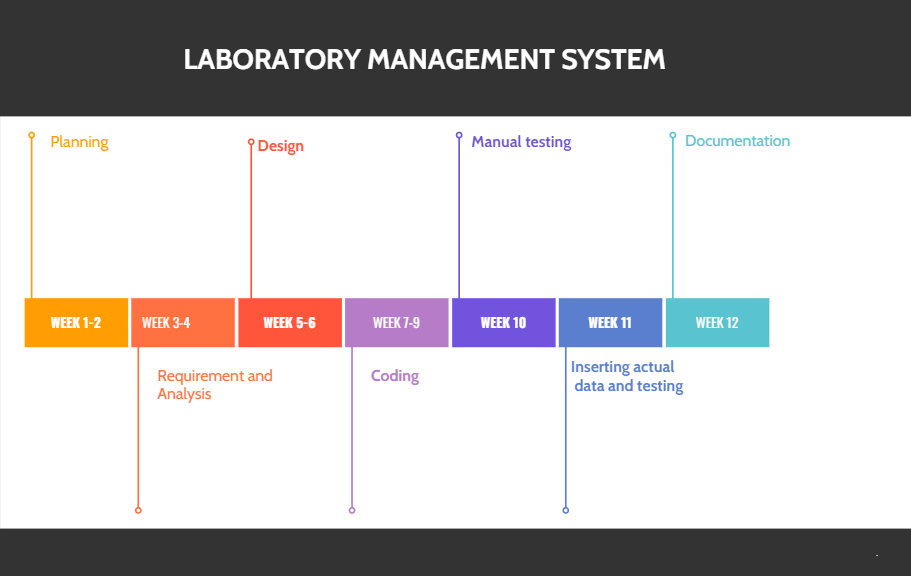 LABORATORY MANAGEMENT SYSTEM
Planning
Design
Manual testing
Documentation
WEEK 1-2
WEEK 3-4
WEEK 5-6
WEEK 7-9
WEEK 10
WEEK 11
WEEK 12
Requirement and
Analysis
Coding
Inserting actual
data and testing
.